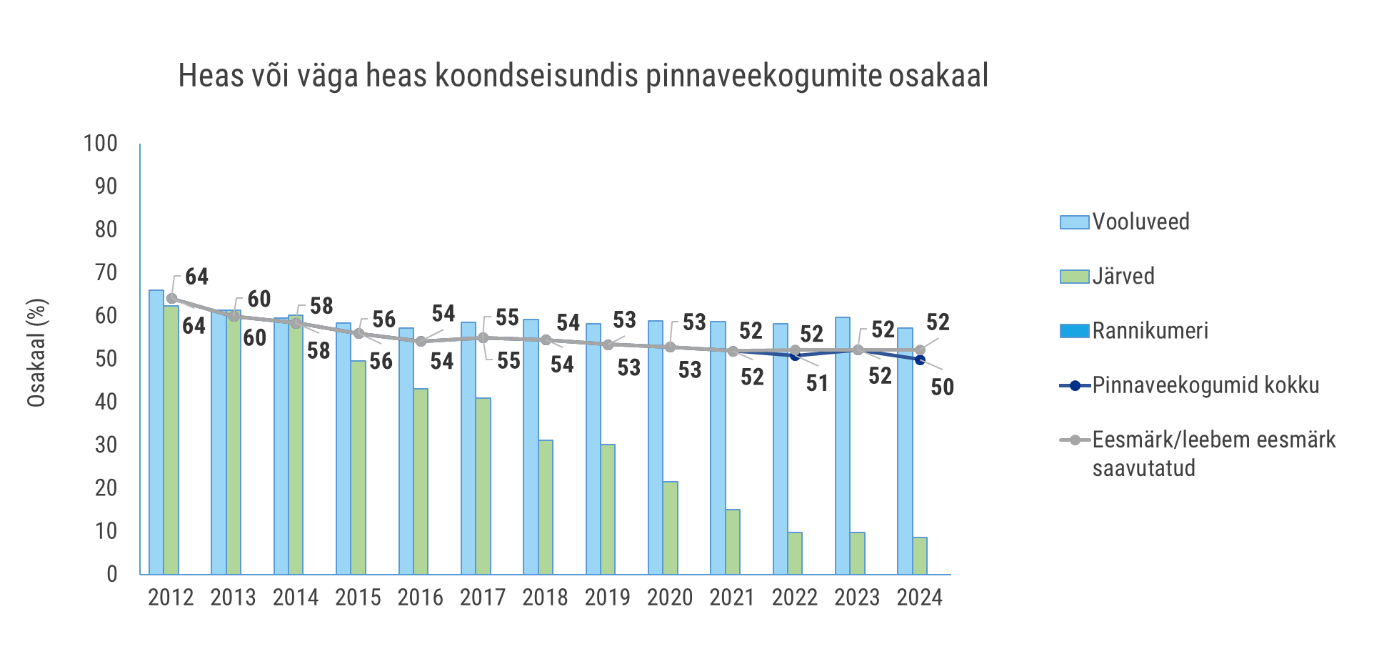 Heas või väga heas koondseisundis pinnaveekogumite osakaal
Osakaal (%)
100
90
80
70
60
50
40
30
20
10
0
64 60 58 56 54 55 54 53 53 52 52 52 52
64 60 58 56 54 55 54 53 53 52 51 52 50
2012 2013 2014 2015 2016 2017 2018 2019 2020 2021 2022 2023 2024
Vooluveed
Järved
Rannikumeri
Pinnaveekogumid kokku
Eesmärk/leebem eesmärk
saavutatud